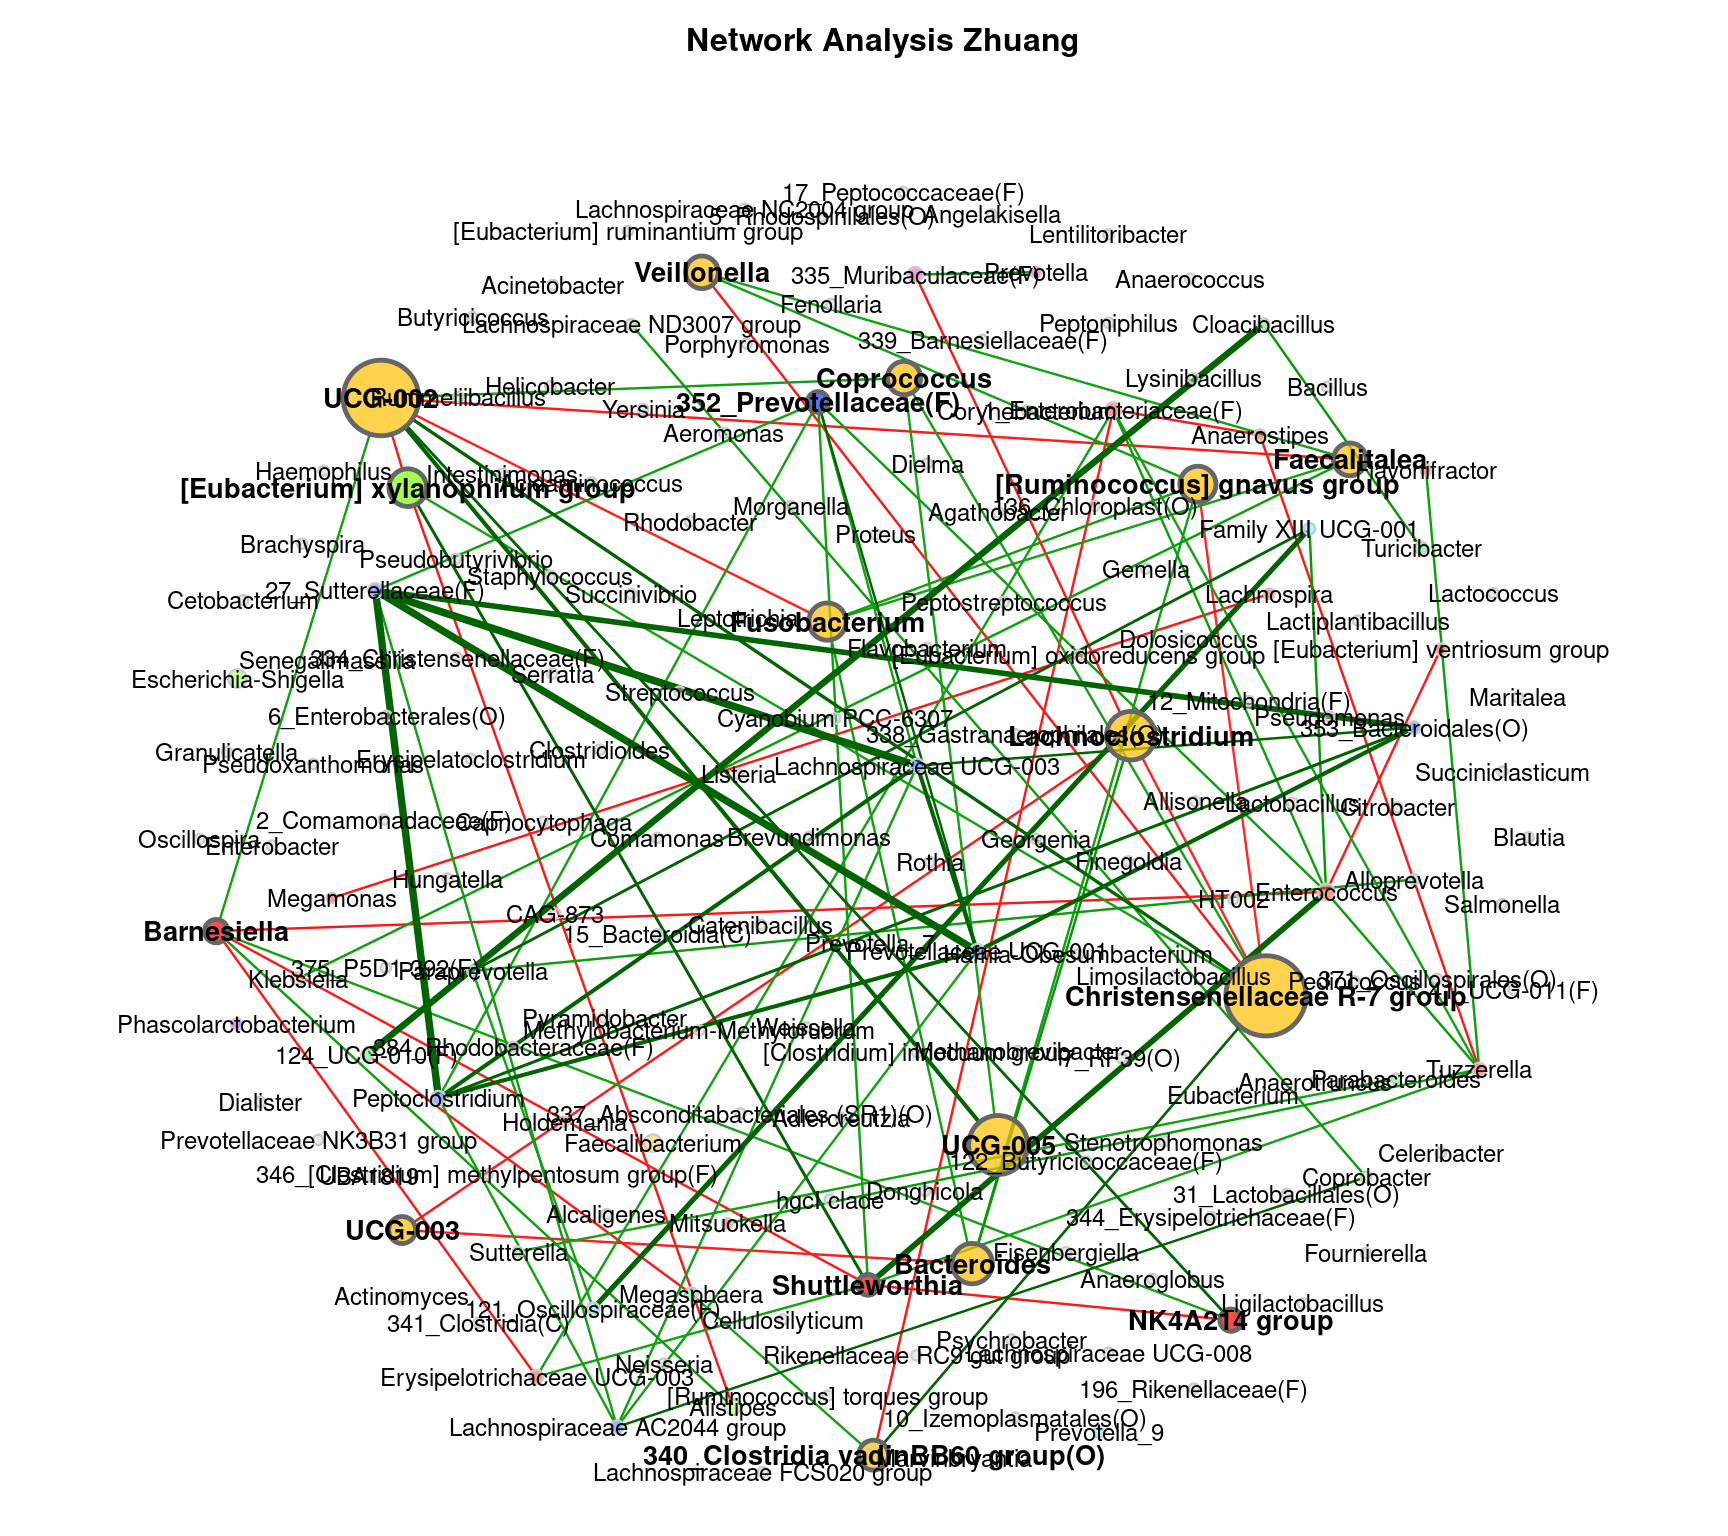 Network Analysis Zhuang
17_Peptococcaceae(F)
Lachnospiraceae NC2004 group
5_Rhodospirillales(O)
Angelakisella
[Eubacterium] ruminantium group
Lentilitoribacter
Veillonella
335_Muribaculaceae(F)
Prevotella
Anaerococcus
Acinetobacter
Fenollaria
Butyricicoccus
Lachnospiraceae ND3007 group
Peptoniphilus
Cloacibacillus
Porphyromonas
339_Barnesiellaceae(F)
Coprococcus
Lysinibacillus
Helicobacter
Bacillus
UCG-002
Rummeliibacillus
Yersinia
352_Prevotellaceae(F)
Corynebacterium
1_Enterobacteriaceae(F)
Aeromonas
Anaerostipes
Faecalitalea
Flavonifractor
Dielma
Haemophilus
Intestinimonas
[Eubacterium] xylanophilum group
Acidaminococcus
[Ruminococcus] gnavus group
Morganella
Agathobacter
136_Chloroplast(O)
Rhodobacter
Proteus
Family XIII UCG-001
Brachyspira
Turicibacter
Pseudobutyrivibrio
Gemella
Staphylococcus
27_Sutterellaceae(F)
Succinivibrio
Cetobacterium
Peptostreptococcus
Lachnospira
Lactococcus
Leptotrichia
Fusobacterium
Lactiplantibacillus
Dolosicoccus
Flavobacterium
[Eubacterium] oxidoreducens group
[Eubacterium] ventriosum group
Senegalimassilia
334_Christensenellaceae(F)
Escherichia-Shigella
Serratia
Streptococcus
12_Mitochondria(F)
Maritalea
6_Enterobacterales(O)
Cyanobium PCC-6307
Pseudomonas
353_Bacteroidales(O)
338_Gastranaerophilales(O)
Lachnoclostridium
Granulicatella
Pseudoxanthomonas
Erysipelatoclostridium
Clostridioides
Listeria
Lachnospiraceae UCG-003
Succiniclasticum
Allisonella
Lactobacillus
Citrobacter
2_Comamonadaceae(F)
Capnocytophaga
Oscillospira
Enterobacter
Comamonas
Brevundimonas
Georgenia
Blautia
Rothia
Finegoldia
Hungatella
Alloprevotella
Megamonas
HT002
Enterococcus
Salmonella
CAG-873
Barnesiella
15_Bacteroidia(C)
Catenibacillus
Prevotella_7
Prevotellaceae UCG-001
Hafnia-Obesumbacterium
375_P5D1-392(F)
Paraprevotella
Klebsiella
Limosilactobacillus
Pediococcus
371_Oscillospirales(O)
UCG-011(F)
Christensenellaceae R-7 group
Phascolarctobacterium
Pyramidobacter
Methylobacterium-Methylorubrum
Weissella
124_UCG-010(F)
384_Rhodobacteraceae(F)
[Clostridium] innocuum group
Methanobrevibacter
7_RF39(O)
Tuzzerella
Parabacteroides
Anaerotruncus
Eubacterium
Dialister
Peptoclostridium
Holdemania
337_Absconditabacteriales (SR1)(O)
Adlercreutzia
Prevotellaceae NK3B31 group
Faecalibacterium
UCG-005
Stenotrophomonas
122_Butyricicoccaceae(F)
Celeribacter
346_[Clostridium] methylpentosum group(F)
UBA1819
Coprobacter
hgcI clade
Donghicola
31_Lactobacillales(O)
Alcaligenes
Mitsuokella
344_Erysipelotrichaceae(F)
UCG-003
Sutterella
Bacteroides
Eisenbergiella
Fournierella
Shuttleworthia
Anaeroglobus
Actinomyces
Megasphaera
121_Oscillospiraceae(F)
Ligilactobacillus
341_Clostridia(C)
Cellulosilyticum
NK4A214 group
Psychrobacter
Neisseria
Rikenellaceae RC9 gut group
Lachnospiraceae UCG-008
Erysipelotrichaceae UCG-003
[Ruminococcus] torques group
196_Rikenellaceae(F)
Alistipes
10_Izemoplasmatales(O)
Lachnospiraceae AC2044 group
Prevotella_9
340_Clostridia vadinBB60 group(O)
Marvinbryantia
Lachnospiraceae FCS020 group